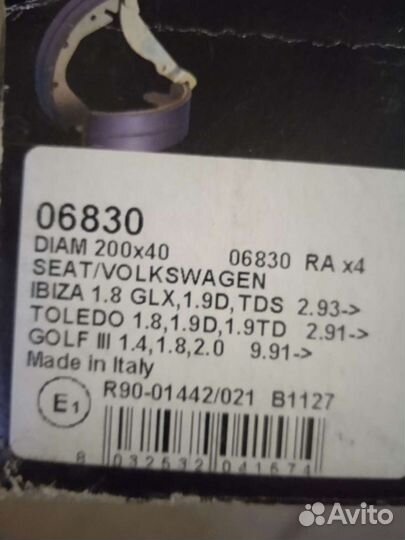 06830
DIAM 200x40 06830 RA x4
SEAT/VOLKSWAGEN
IBIZA 1.8 GLX,1.9D,TDS 2.93->
TOLEDO 1.8,1.9D,1.9TD 2.91->
GOLF III 1.4,1.8,2.0 9.91->
Made in Italy
E1 R90-01442/021 B1127
8 032532 041674
Avito